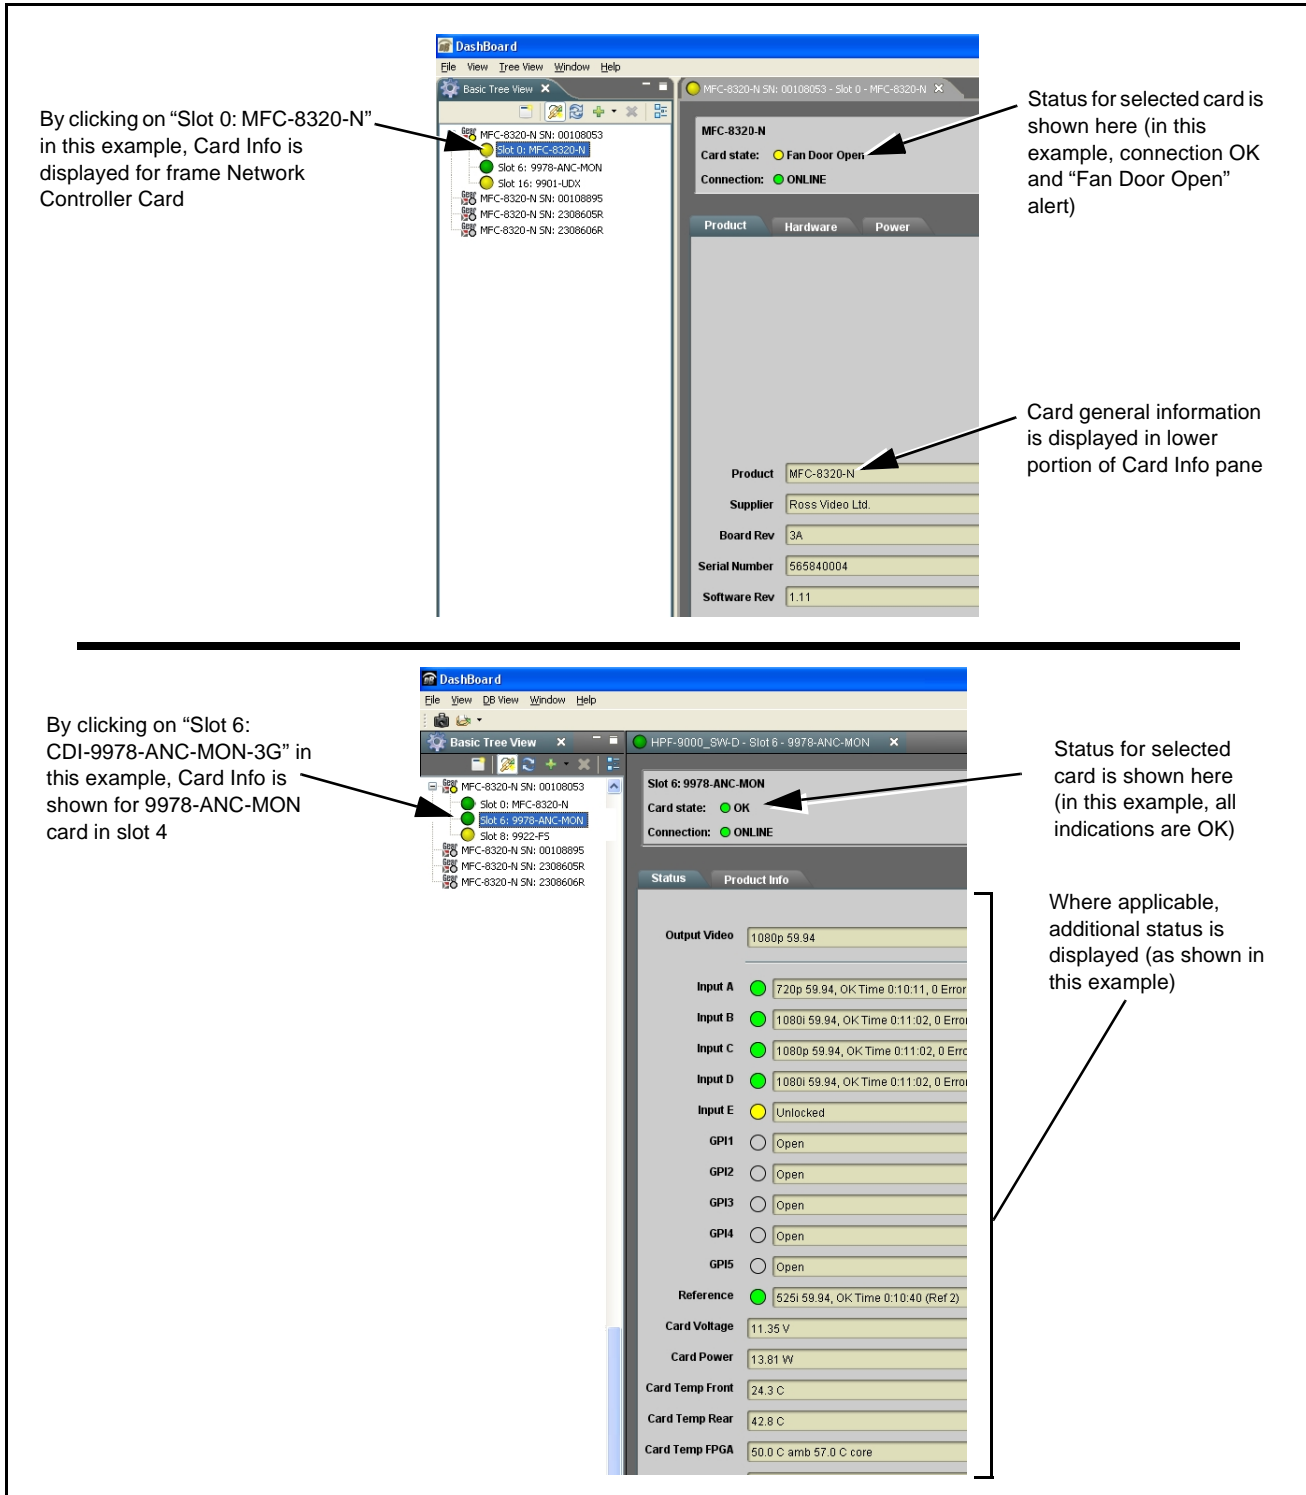 DashBoard
File View Tree View Window Help
Basic Tree View
MFC-8320-N SN: 00108053 - Slot 0 - MFC-8320-N
MFC-8320-N SN: 00108053
Slot 0: MFC-8320-N
Slot 6: 9978-ANC-MON
Slot 16: 9901-UDX
MFC-8320-N SN: 00108895
MFC-8320-N SN: 2308605R
MFC-8320-N SN: 2308606R
MFC-8320-N
Card state: Fan Door Open
Connection: ONLINE
Product Hardware Power
Product MFC-8320-N
Supplier Ross Video Ltd.
Board Rev 3A
Serial Number 565840004
Software Rev 1.11
By clicking on “Slot 0: MFC-8320-N”
in this example, Card Info is
displayed for frame Network
Controller Card
Status for selected card is
shown here (in this
example, connection OK
and “Fan Door Open”
alert)
Card general information
is displayed in lower
portion of Card Info pane
DashBoard
File View DB View Window Help
Basic Tree View
HPF-9000_SW-D - Slot 6 - 9978-ANC-MON
MFC-8320-N SN: 00108053
Slot 0: MFC-8320-N
Slot 6: 9978-ANC-MON
Slot 8: 9922-FS
MFC-8320-N SN: 00108895
MFC-8320-N SN: 2308605R
MFC-8320-N SN: 2308606R
Slot 6: 9978-ANC-MON
Card state: OK
Connection: ONLINE
Status Product Info
Output Video 1080p 59.94
Input A 720p 59.94, OK Time 0:10:11, 0 Error
Input B 1080i 59.94, OK Time 0:11:02, 0 Erro
Input C 1080p 59.94, OK Time 0:11:02, 0 Erro
Input D 1080i 59.94, OK Time 0:11:02, 0 Error
Input E Unlocked
GPI1 Open
GPI2 Open
GPI3 Open
GPI4 Open
GPI5 Open
Reference 525i 59.94, OK Time 0:10:40 (Ref 2)
Card Voltage 11.35 V
Card Power 13.81 W
Card Temp Front 24.3 C
Card Temp Rear 42.8 C
Card Temp FPGA 50.0 C amb 57.0 C core
By clicking on “Slot 6:
CDI-9978-ANC-MON-3G” in
this example, Card Info is
shown for 9978-ANC-MON
card in slot 4
Status for selected
card is shown here
(in this example, all
indications are OK)
Where applicable,
additional status is
displayed (as shown in
this example)